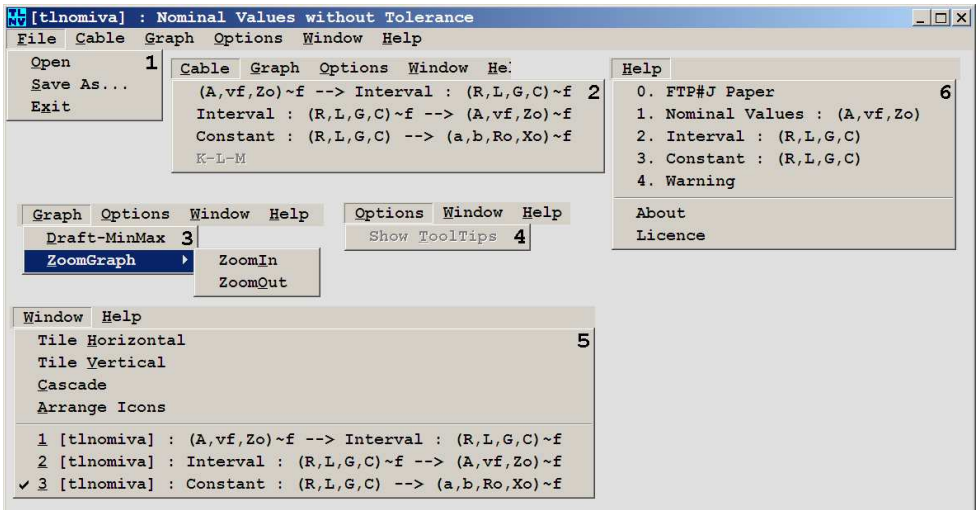 TL NV [tlnomiva] : Nominal Values without Tolerance
File Cable Graph Options Window Help
Open 1
Save As...
Exit
Cable Graph Options Window Hel
(A,vf,Zo)~f --> Interval : (R,L,G,C)~f 2
Interval : (R,L,G,C)~f --> (A,vf,Zo)~f
Constant : (R,L,G,C) --> (a,b,Ro,Xo)~f
K-L-M
Help
0. FTP#J Paper 6
1. Nominal Values : (A,vf,Zo)
2. Interval : (R,L,G,C)
3. Constant : (R,L,G,C)
4. Warning
About
Licence
Graph Options Window Help
Draft-MinMax 3
ZoomGraph
ZoomIn
ZoomOut
Options Window Help
Show ToolTips 4
Window Help
Tile Horizontal 5
Tile Vertical
Cascade
Arrange Icons
1 [tlnomiva] : (A,vf,Zo)~f --> Interval : (R,L,G,C)~f
2 [tlnomiva] : Interval : (R,L,G,C)~f --> (A,vf,Zo)~f
✓ 3 [tlnomiva] : Constant : (R,L,G,C) --> (a,b,Ro,Xo)~f